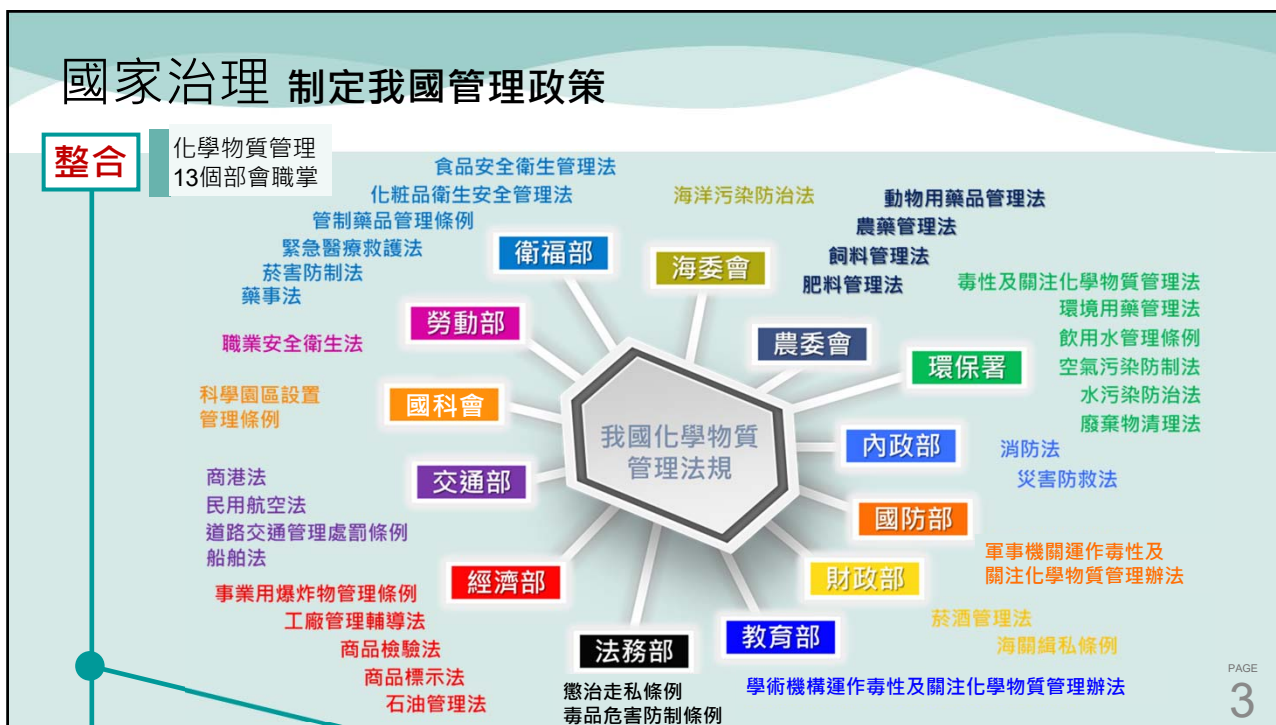 國家治理 制定我國管理政策
整合
化學物質管理
13個部會職掌
食品安全衛生管理法
化粧品衛生安全管理法
管制藥品管理條例
緊急醫療救護法
菸害防制法
藥事法
衛福部
海洋污染防治法
海委會
動物用藥品管理法
農藥管理法
飼料管理法
肥料管理法
農委會
毒性及關注化學物質管理法
環境用藥管理法
飲用水管理條例
空氣污染防制法
水污染防治法
廢棄物清理法
環保署
勞動部
職業安全衛生法
國科會
科學園區設置
管理條例
我國化學物質
管理法規
內政部
消防法
災害防救法
交通部
商港法
民用航空法
道路交通管理處罰條例
船舶法
國防部
軍事機關運作毒性及
關注化學物質管理辦法
經濟部
事業用爆炸物管理條例
工廠管理輔導法
商品檢驗法
商品標示法
石油管理法
財政部
菸酒管理法
海關緝私條例
法務部
懲治走私條例
毒品危害防制條例
教育部
學術機構運作毒性及關注化學物質管理辦法
PAGE
3